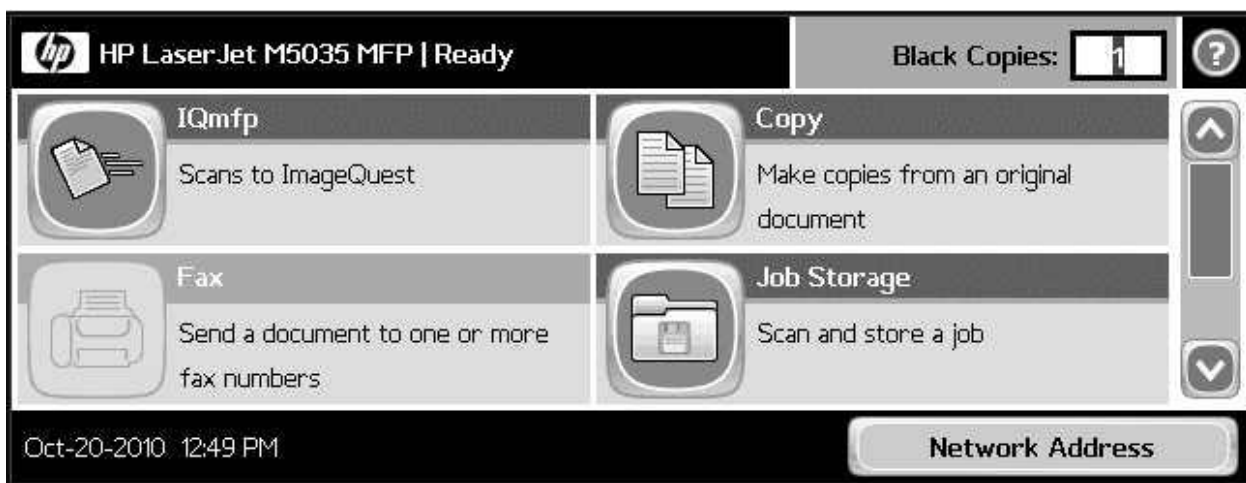 hp HP LaserJet M5035 MFP | Ready
Black Copies: 1
?
IQmfp
Scans to ImageQuest
Copy
Make copies from an original
document
Fax
Send a document to one or more
fax numbers
Job Storage
Scan and store a job
Oct-20-2010 12:49 PM
Network Address